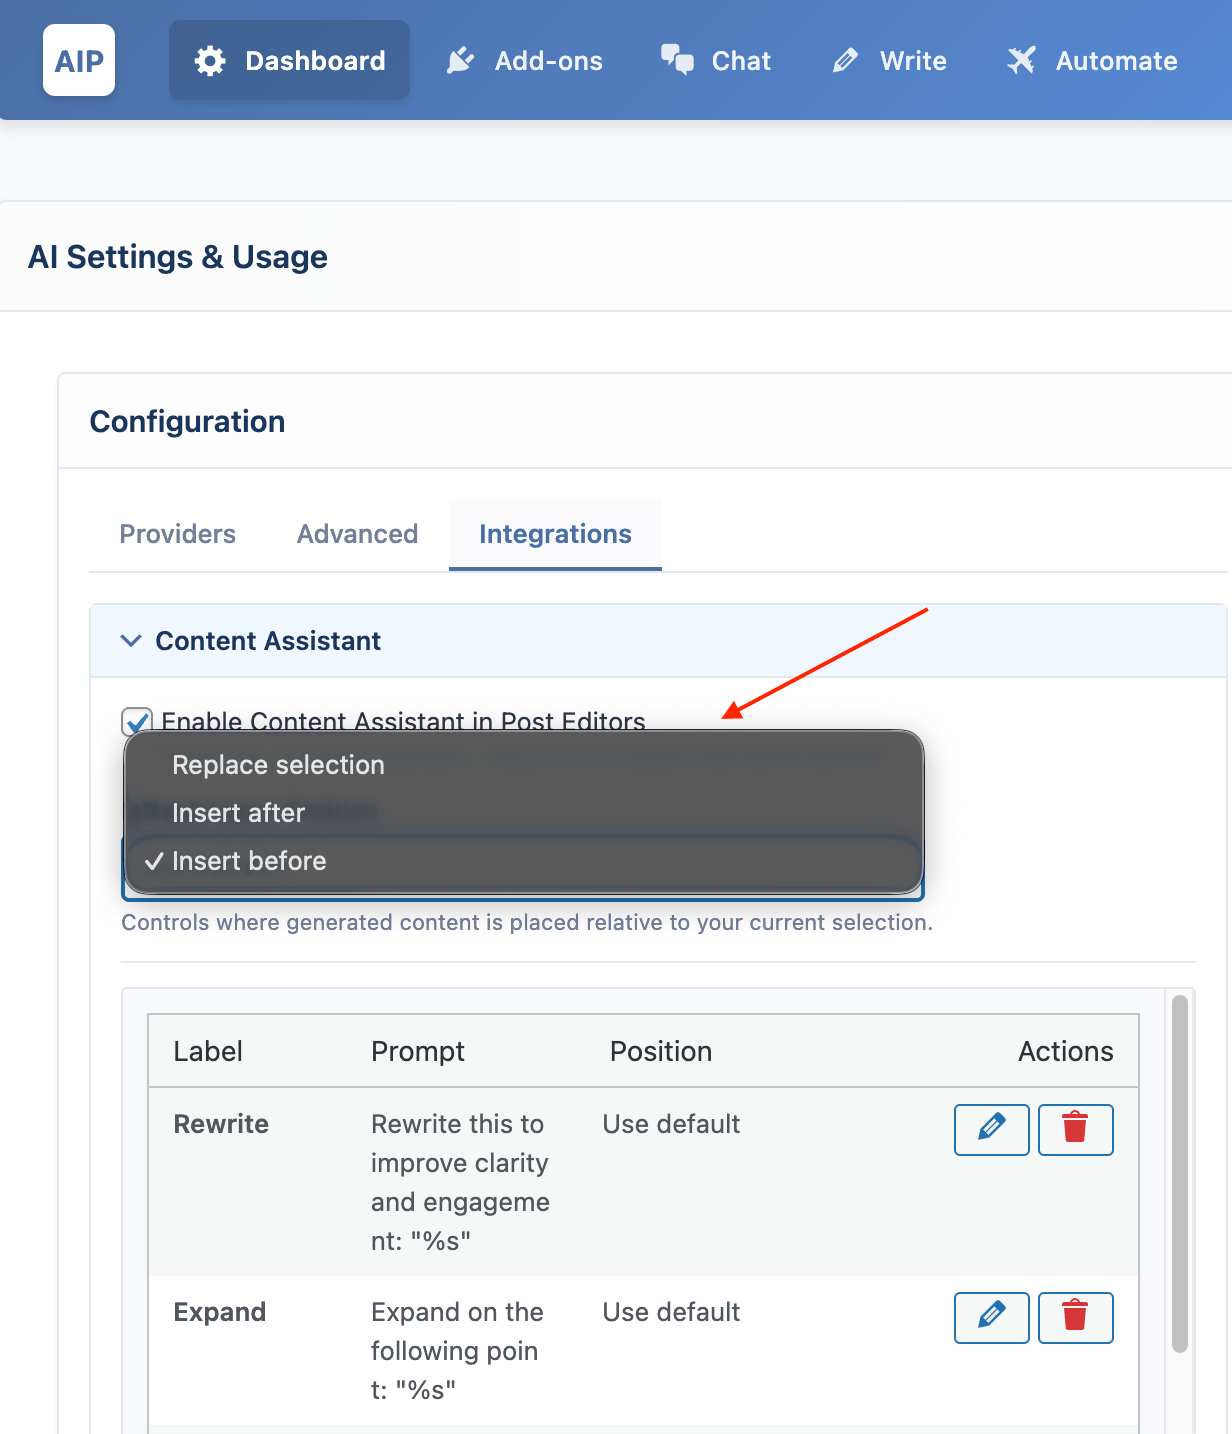 AIP
Dashboard
Add-ons
Chat
Write
Automate
AI Settings & Usage
Configuration
Providers
Advanced
Integrations
Content Assistant
Enable Content Assistant in Post Editors
Replace selection
Insert after
Insert before
Controls where generated content is placed relative to your current selection.
Label Prompt Position Actions
Rewrite
Rewrite this to
improve clarity
and engageme
nt: "%s"
Use default
Expand
Expand on the
following poin
t: "%s"
Use default